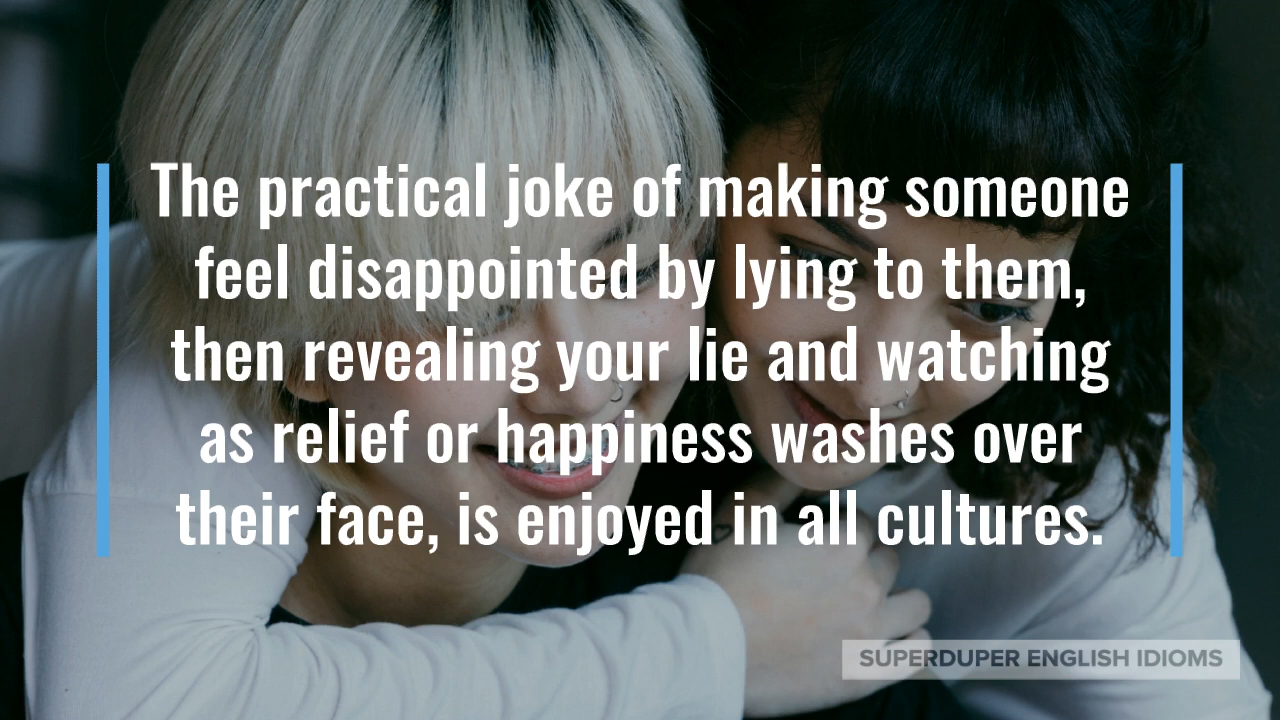 The practical joke of making someone
feel disappointed by lying to them,
then revealing your lie and watching
as relief or happiness washes over
their face, is enjoyed in all cultures.
SUPERDUPER ENGLISH IDIOMS